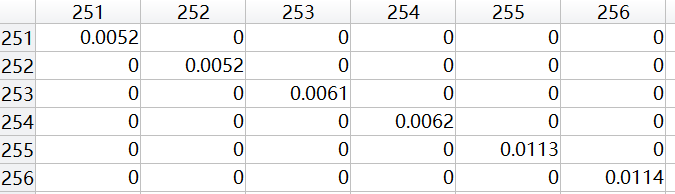 251 252 253 254 255 256
251 0.0052 0 0 0 0 0
252 0 0.0052 0 0 0 0
253 0 0 0.0061 0 0 0
254 0 0 0 0.0062 0 0
255 0 0 0 0 0.0113 0
256 0 0 0 0 0 0.0114